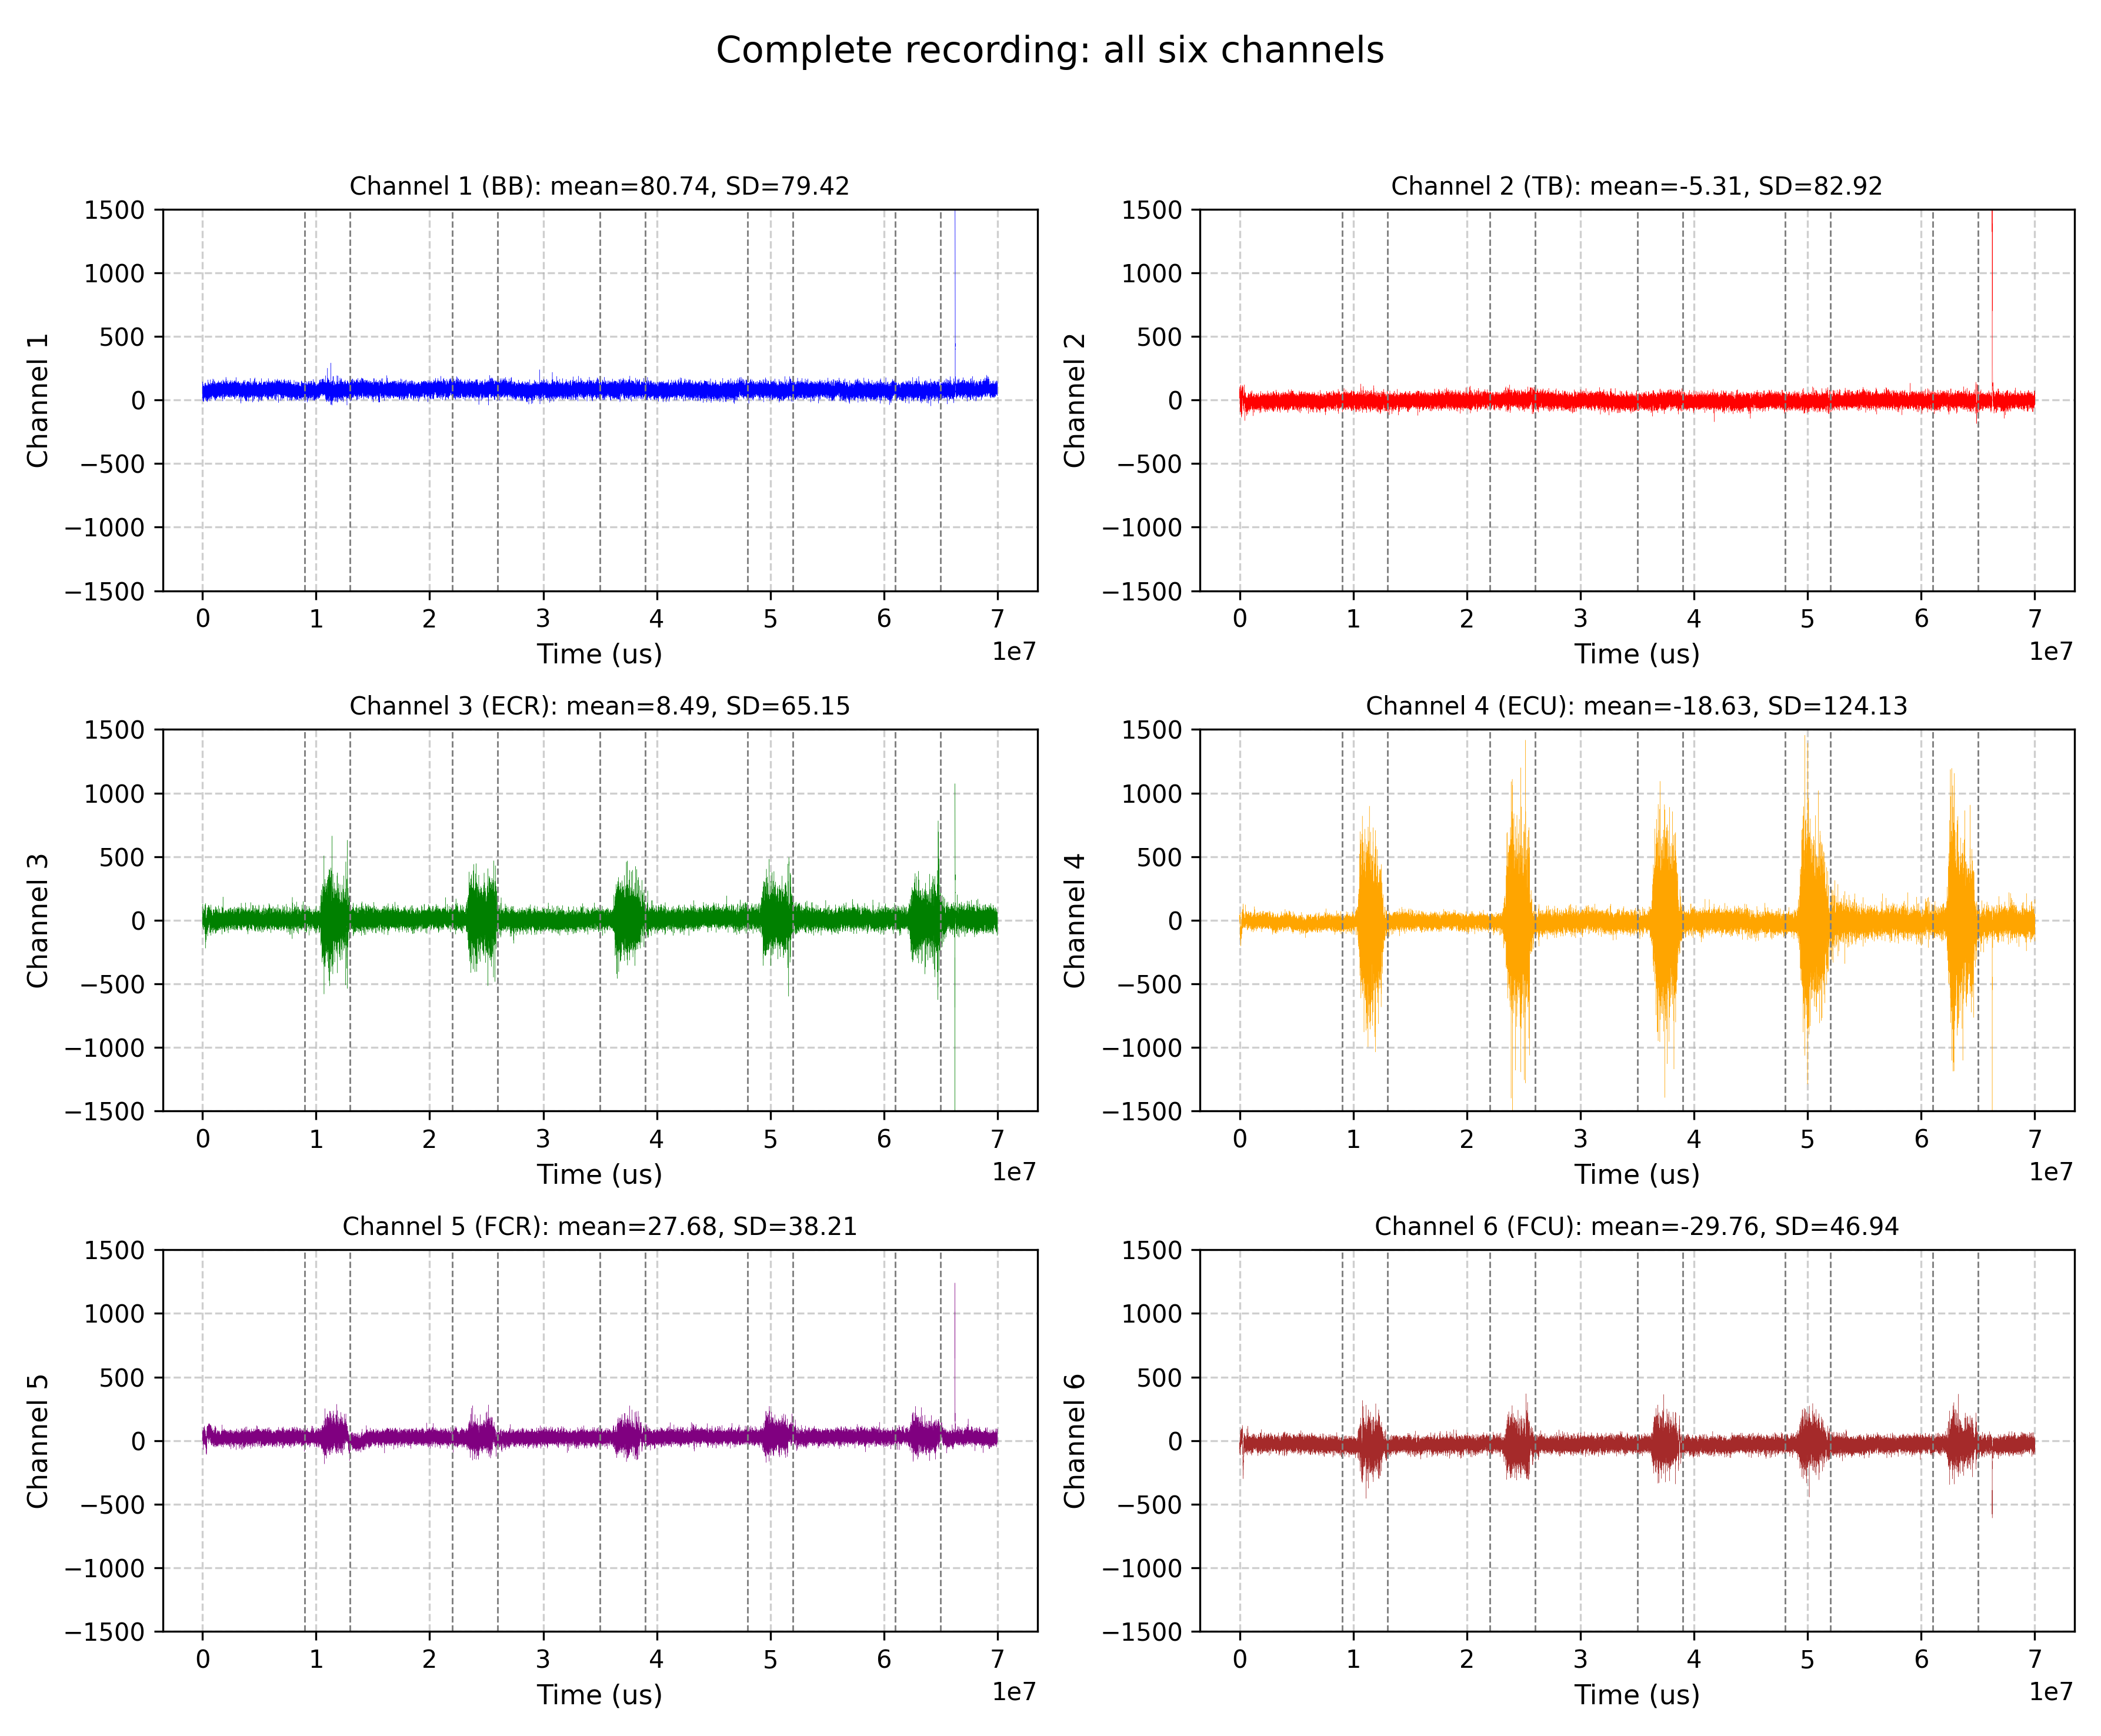 Complete recording: all six channels
Channel 1 (BB): mean=80.74, SD=79.42
Channel 1
1500
1000
500
0
−500
−1000
−1500
0 1 2 3 4 5 6 7
Time (us)
1e7
Channel 2 (TB): mean=-5.31, SD=82.92
Channel 2
1500
1000
500
0
−500
−1000
−1500
0 1 2 3 4 5 6 7
Time (us)
1e7
Channel 3 (ECR): mean=8.49, SD=65.15
Channel 3
1500
1000
500
0
−500
−1000
−1500
0 1 2 3 4 5 6 7
Time (us)
1e7
Channel 4 (ECU): mean=-18.63, SD=124.13
Channel 4
1500
1000
500
0
−500
−1000
−1500
0 1 2 3 4 5 6 7
Time (us)
1e7
Channel 5 (FCR): mean=27.68, SD=38.21
Channel 5
1500
1000
500
0
−500
−1000
−1500
0 1 2 3 4 5 6 7
Time (us)
1e7
Channel 6 (FCU): mean=-29.76, SD=46.94
Channel 6
1500
1000
500
0
−500
−1000
−1500
0 1 2 3 4 5 6 7
Time (us)
1e7